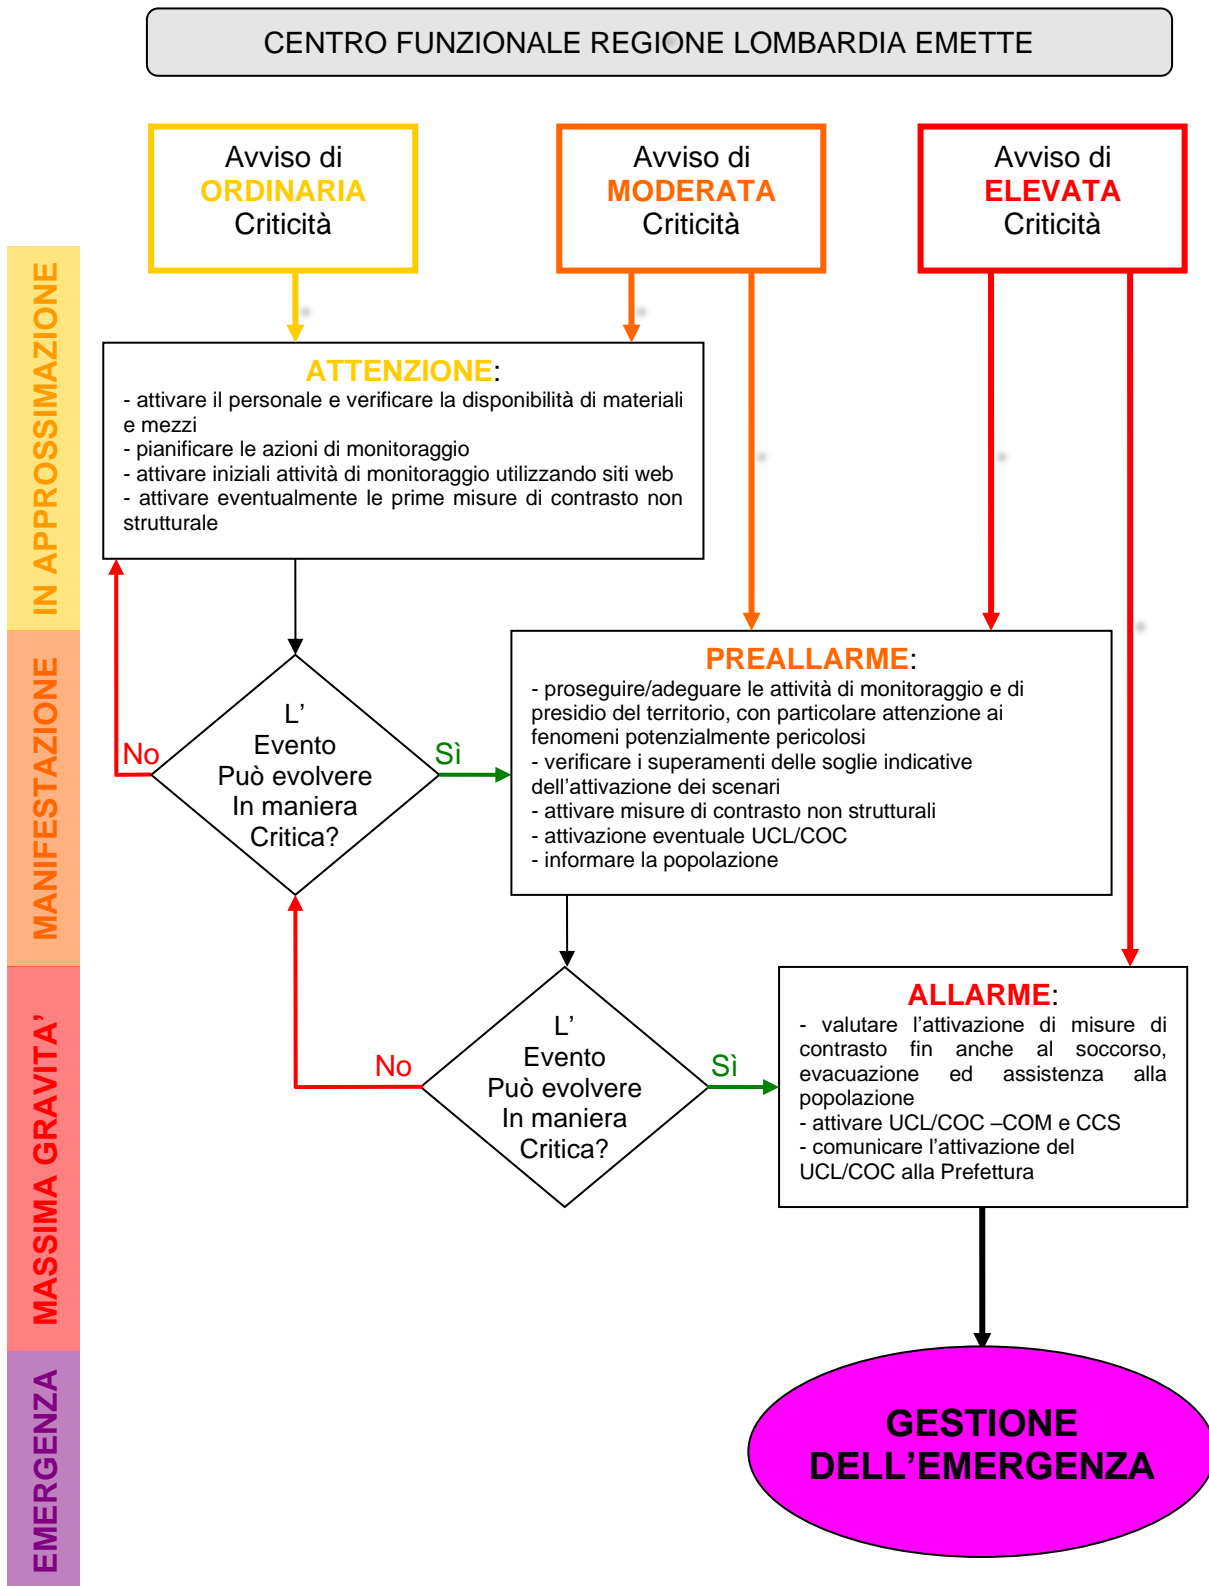 CENTRO FUNZIONALE REGIONE LOMBARDIA EMETTE
Avviso di
ORDINARIA
Criticità
Avviso di
MODERATA
Criticità
Avviso di
ELEVATA
Criticità
IN APPROSSIMAZIONE
ATTENZIONE:
- attivare il personale e verificare la disponibilità di materiali
e mezzi
- pianificare le azioni di monitoraggio
- attivare iniziali attività di monitoraggio utilizzando siti web
- attivare eventualmente le prime misure di contrasto non
strutturale
MANIFESTAZIONE
No
L’
Evento
Può evolvere
In maniera
Critica?
Sì
PREALLARME:
- proseguire/adeguare le attività di monitoraggio e di
presidio del territorio, con particolare attenzione ai
fenomeni potenzialmente pericolosi
- verificare i superamenti delle soglie indicative
dell’attivazione dei scenari
- attivare misure di contrasto non strutturali
- attivazione eventuale UCL/COC
- informare la popolazione
MASSIMA GRAVITA’
No
L’
Evento
Può evolvere
In maniera
Critica?
Sì
ALLARME:
- valutare l’attivazione di misure di
contrasto fin anche al soccorso,
evacuazione ed assistenza alla
popolazione
- attivare UCL/COC –COM e CCS
- comunicare l’attivazione del
UCL/COC alla Prefettura
EMERGENZA
GESTIONE
DELL’EMERGENZA